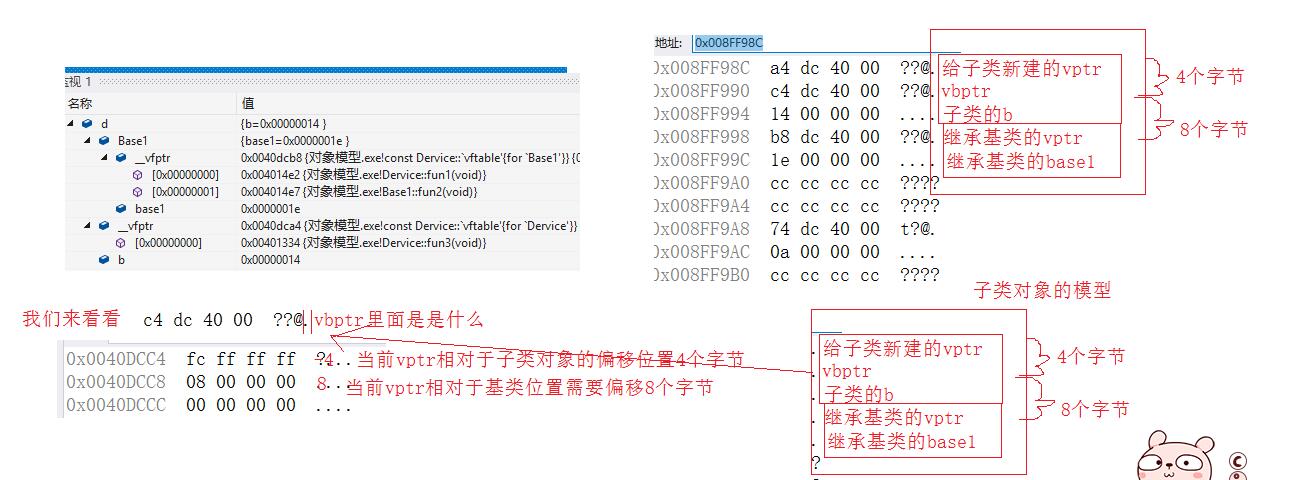 监视 1
名称 值
d {b=0x00000014 }
Base1 {base1=0x0000001e }
__vfptr 0x0040dcb8 {对象模型.exe!const Dervice::`vftable'{for `Base1'}} {0
[0x00000000] 0x004014e2 {对象模型.exe!Dervice::fun1(void)}
[0x00000001] 0x004014e7 {对象模型.exe!Base1::fun2(void)}
base1 0x0000001e
__vfptr 0x0040dca4 {对象模型.exe!const Dervice::`vftable'{for `Dervice'}}
[0x00000000] 0x00401334 {对象模型.exe!Dervice::fun3(void)}
b 0x00000014
地址: 0x008FF98C
0x008FF98C a4 dc 40 00 ??@. 给子类新建的vptr
0x008FF990 c4 dc 40 00 ??@. vbptr
0x008FF994 14 00 00 00 .... 子类的b
0x008FF998 b8 dc 40 00 ??@. 继承基类的vptr
0x008FF99C 1e 00 00 00 .... 继承基类的base1
0x008FF9A0 cc cc cc cc ????
0x008FF9A4 cc cc cc cc ????
0x008FF9A8 74 dc 40 00 t?@.
0x008FF9AC 0a 00 00 00 ....
0x008FF9B0 cc cc cc cc ????
4个字节
8个字节
子类对象的模型
我们来看看 c4 dc 40 00 ??@. vbptr里面是是什么
0x0040DCC4 fc ff ff ff ?... -4 当前vptr相对于子类对象的偏移位置4个字节
0x0040DCC8 08 00 00 00 .... 8 当前vptr相对于基类位置需要偏移8个字节
0x0040DCCC 00 00 00 00 ....
给子类新建的vptr
vbptr
子类的b
继承基类的vptr
继承基类的base1
?
4个字节
8个字节